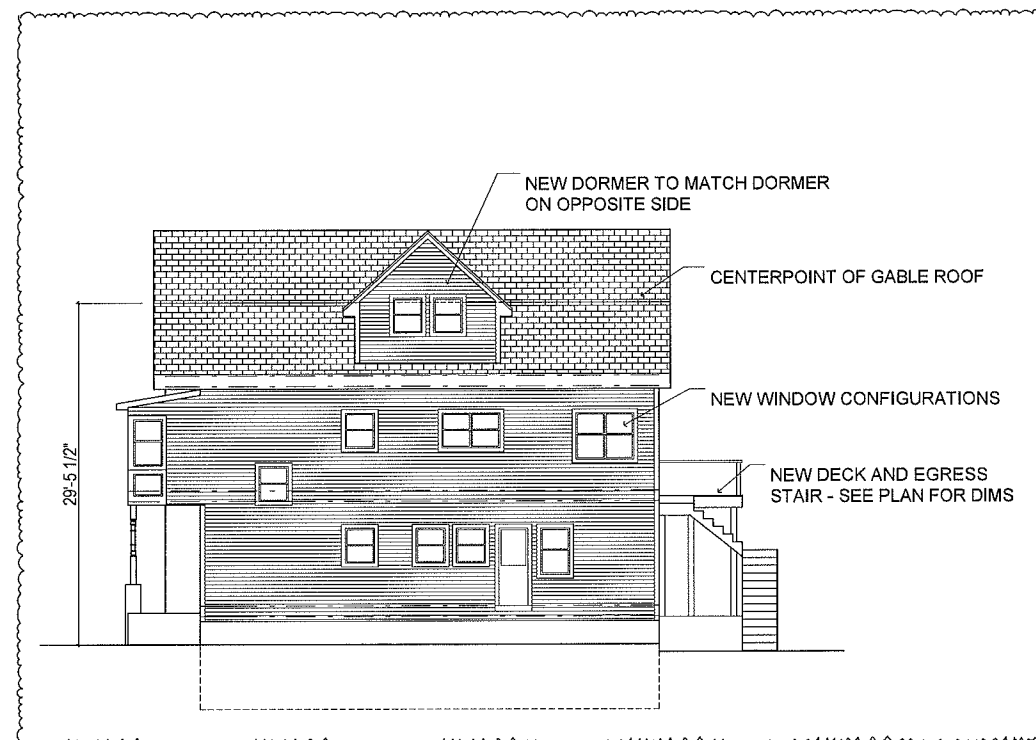 NEW DORMER TO MATCH DORMER
ON OPPOSITE SIDE
CENTERPOINT OF GABLE ROOF
NEW WINDOW CONFIGURATIONS
NEW DECK AND EGRESS
STAIR - SEE PLAN FOR DIMS
29'-5 1/2"